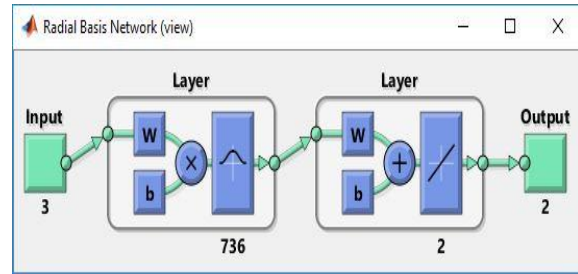 Radial Basis Network (view)
Layer Layer
Input Output
W W
b b
3 2
736 2